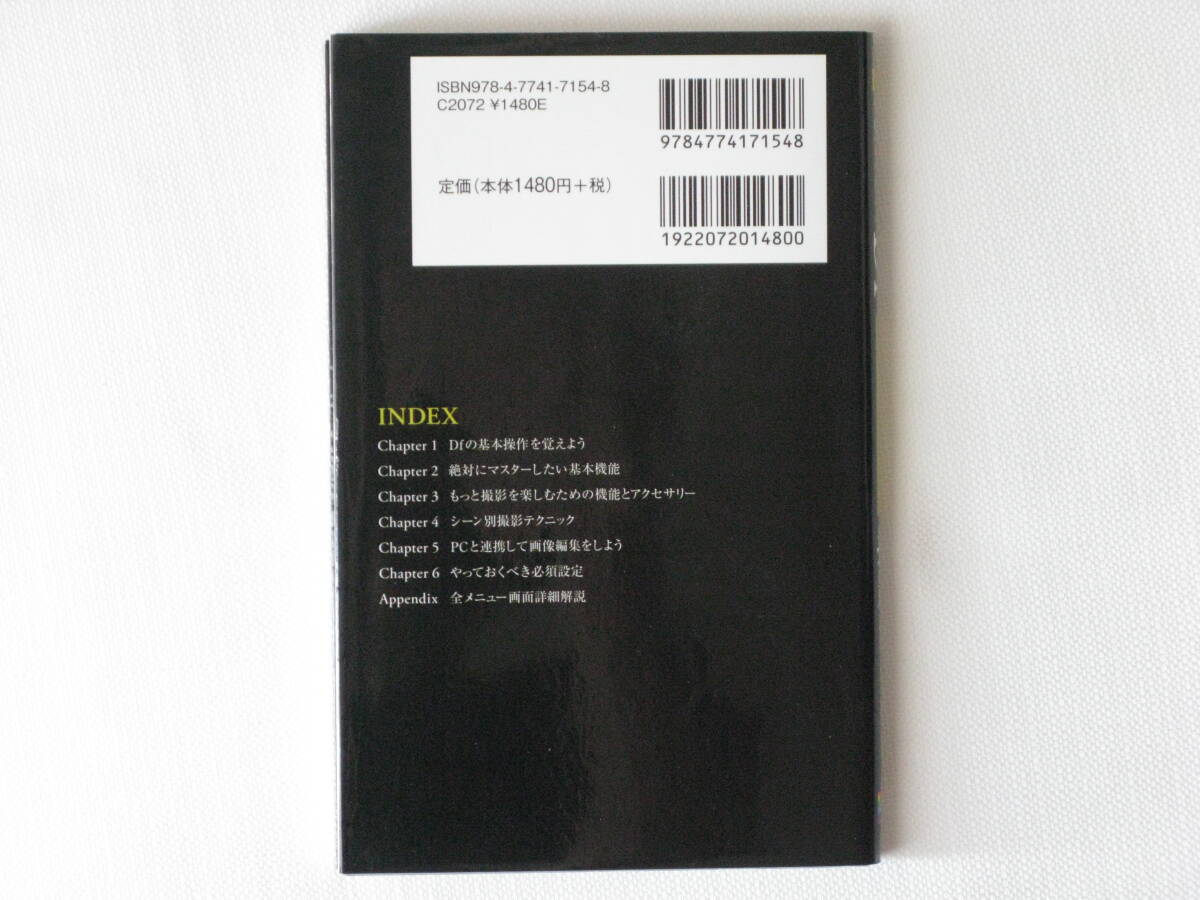 ISBN978-4-7741-7154-8
C2072 ¥1480E
9784774171548
定価(本体1480円+税)
1922072014800
INDEX
Chapter 1 Dfの基本操作を覚えよう
Chapter 2 絶対にマスターしたい基本機能
Chapter 3 もっと撮影を楽しむための機能とアクセサリー
Chapter 4 シーン別撮影テクニック
Chapter 5 PCと連携して画像編集をしよう
Chapter 6 やっておくべき必須設定
Appendix 全メニュー画面詳細解説